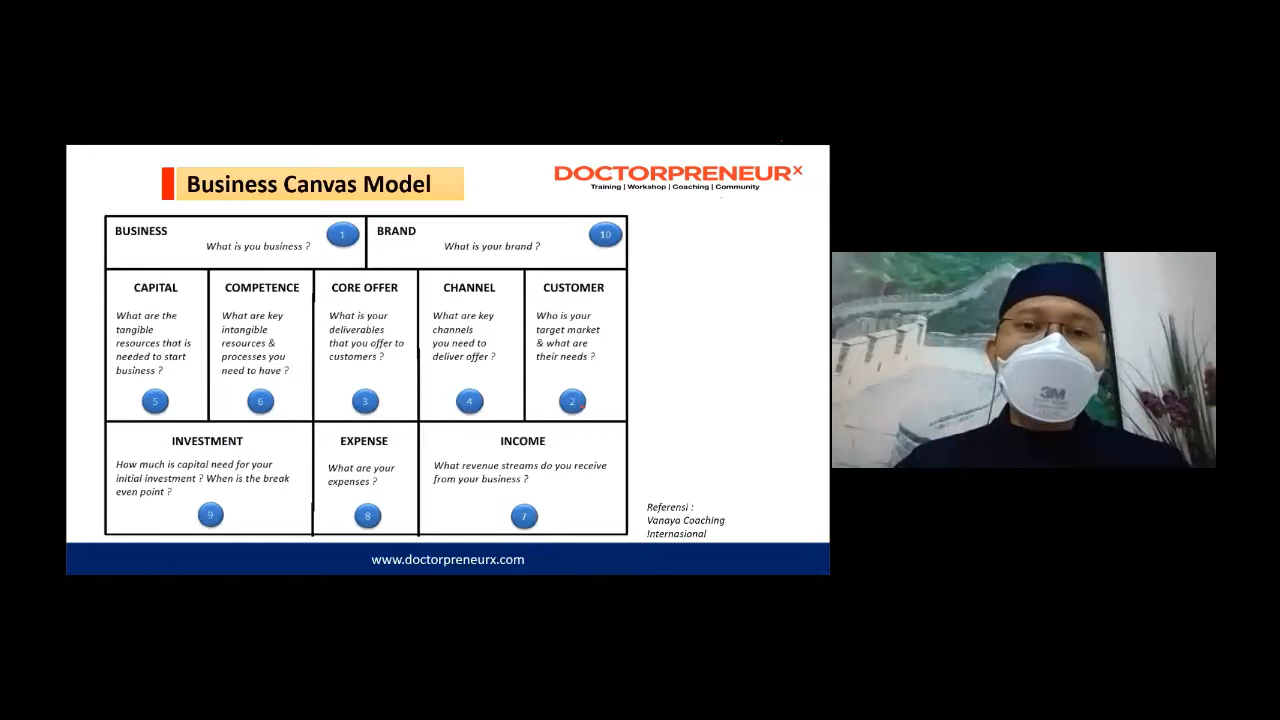 Business Canvas Model
DOCTORPRENEURX
Training | Workshop | Coaching | Community
BUSINESS
What is you business ?
1
BRAND
What is your brand ?
10
CAPITAL
What are the
tangible
resources that is
needed to start
business ?
5
COMPETENCE
What are key
intangible
resources &
processes you
need to have ?
6
CORE OFFER
What is your
deliverables
that you offer to
customers ?
3
CHANNEL
What are key
channels
you need to
deliver offer ?
4
CUSTOMER
Who is your
target market
& what are
their needs ?
2
INVESTMENT
How much is capital need for your
initial investment ? When is the break
even point ?
9
EXPENSE
What are your
expenses ?
8
INCOME
What revenue streams do you receive
from your business ?
7
Referensi :
Vanaya Coaching
Internasional
www.doctorpreneurx.com
3M